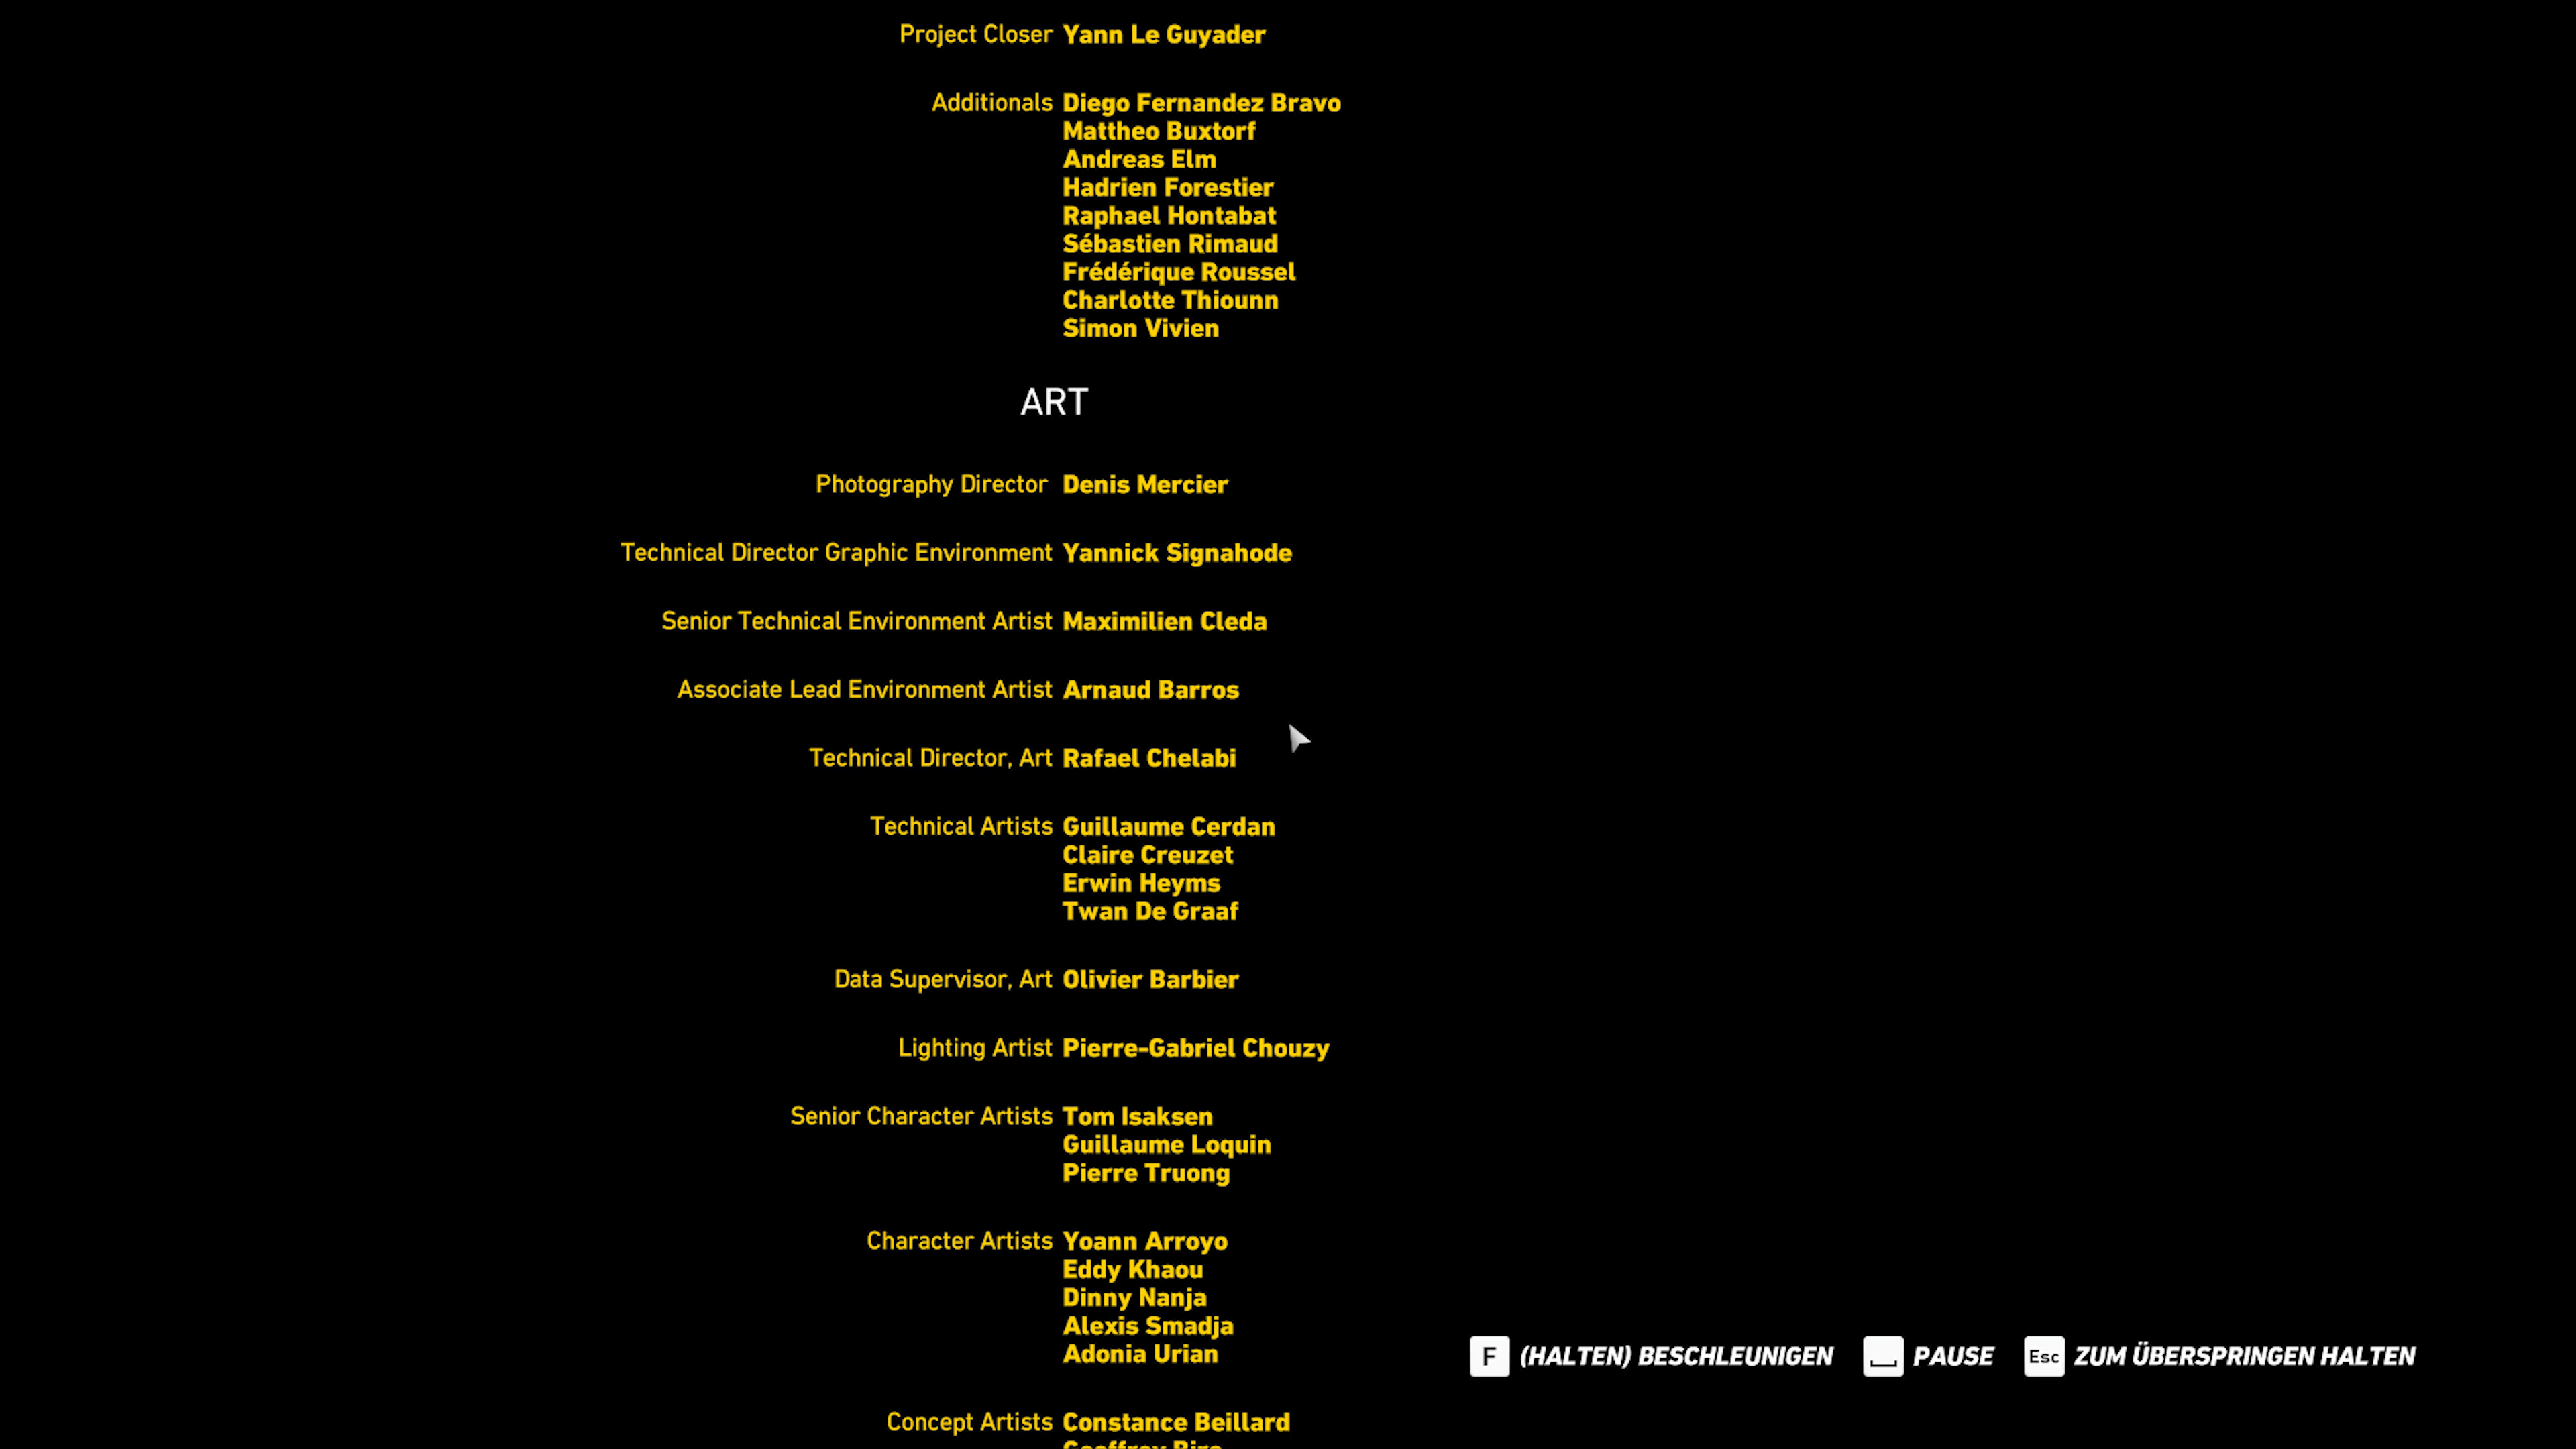 Project Closer Yann Le Guyader
Additionals Diego Fernandez Bravo
Mattheo Buxtorf
Andreas Elm
Hadrien Forestier
Raphael Hontabat
Sébastien Rimaud
Frédérique Roussel
Charlotte Thiounn
Simon Vivien
ART
Photography Director Denis Mercier
Technical Director Graphic Environment Yannick Signahode
Senior Technical Environment Artist Maximilien Cleda
Associate Lead Environment Artist Arnaud Barros
Technical Director, Art Rafael Chelabi
Technical Artists Guillaume Cerdan
Claire Creuzet
Erwin Heyms
Twan De Graaf
Data Supervisor, Art Olivier Barbier
Lighting Artist Pierre-Gabriel Chouzy
Senior Character Artists Tom Isaksen
Guillaume Loquin
Pierre Truong
Character Artists Yoann Arroyo
Eddy Khaou
Dinny Nanja
Alexis Smadja
Adonia Urian
F (HALTEN) BESCHLEUNIGEN PAUSE Esc ZUM ÜBERSPRINGEN HALTEN
Concept Artists Constance Beillard